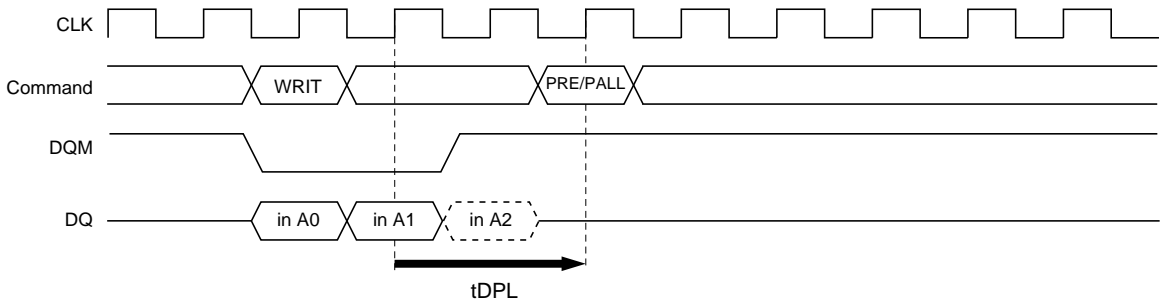 CLK
Command WRIT PRE/PALL
DQM
DQ in A0 in A1 in A2
tDPL